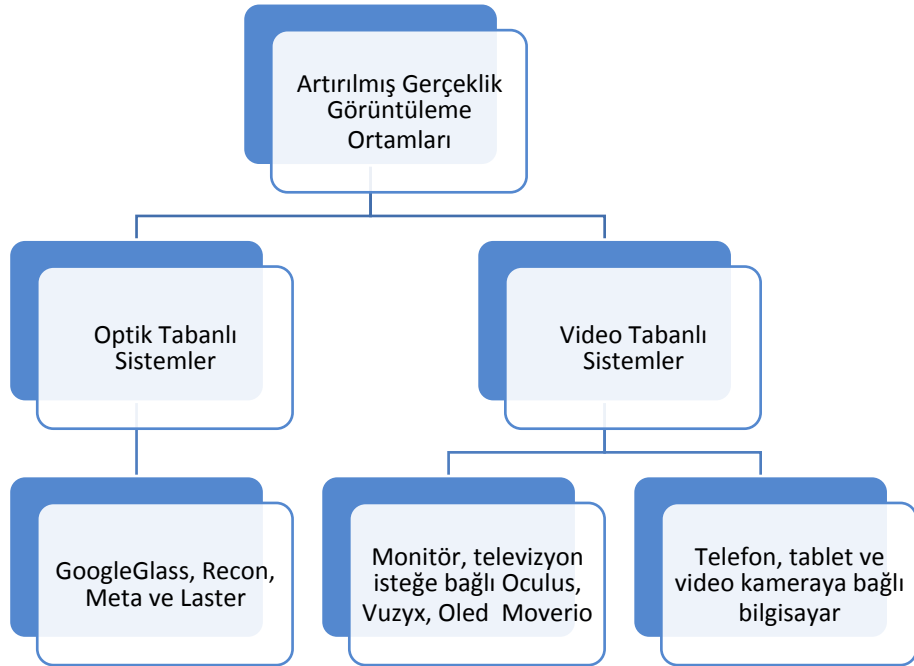 Artırılmış Gerçeklik
Görüntüleme
Ortamları
Optik Tabanlı
Sistemler
Video Tabanlı
Sistemler
GoogleGlass, Recon,
Meta ve Laster
Monitör, televizyon
isteğe bağlı Oculus,
Vuzyx, Oled Moverio
Telefon, tablet ve
video kameraya bağlı
bilgisayar